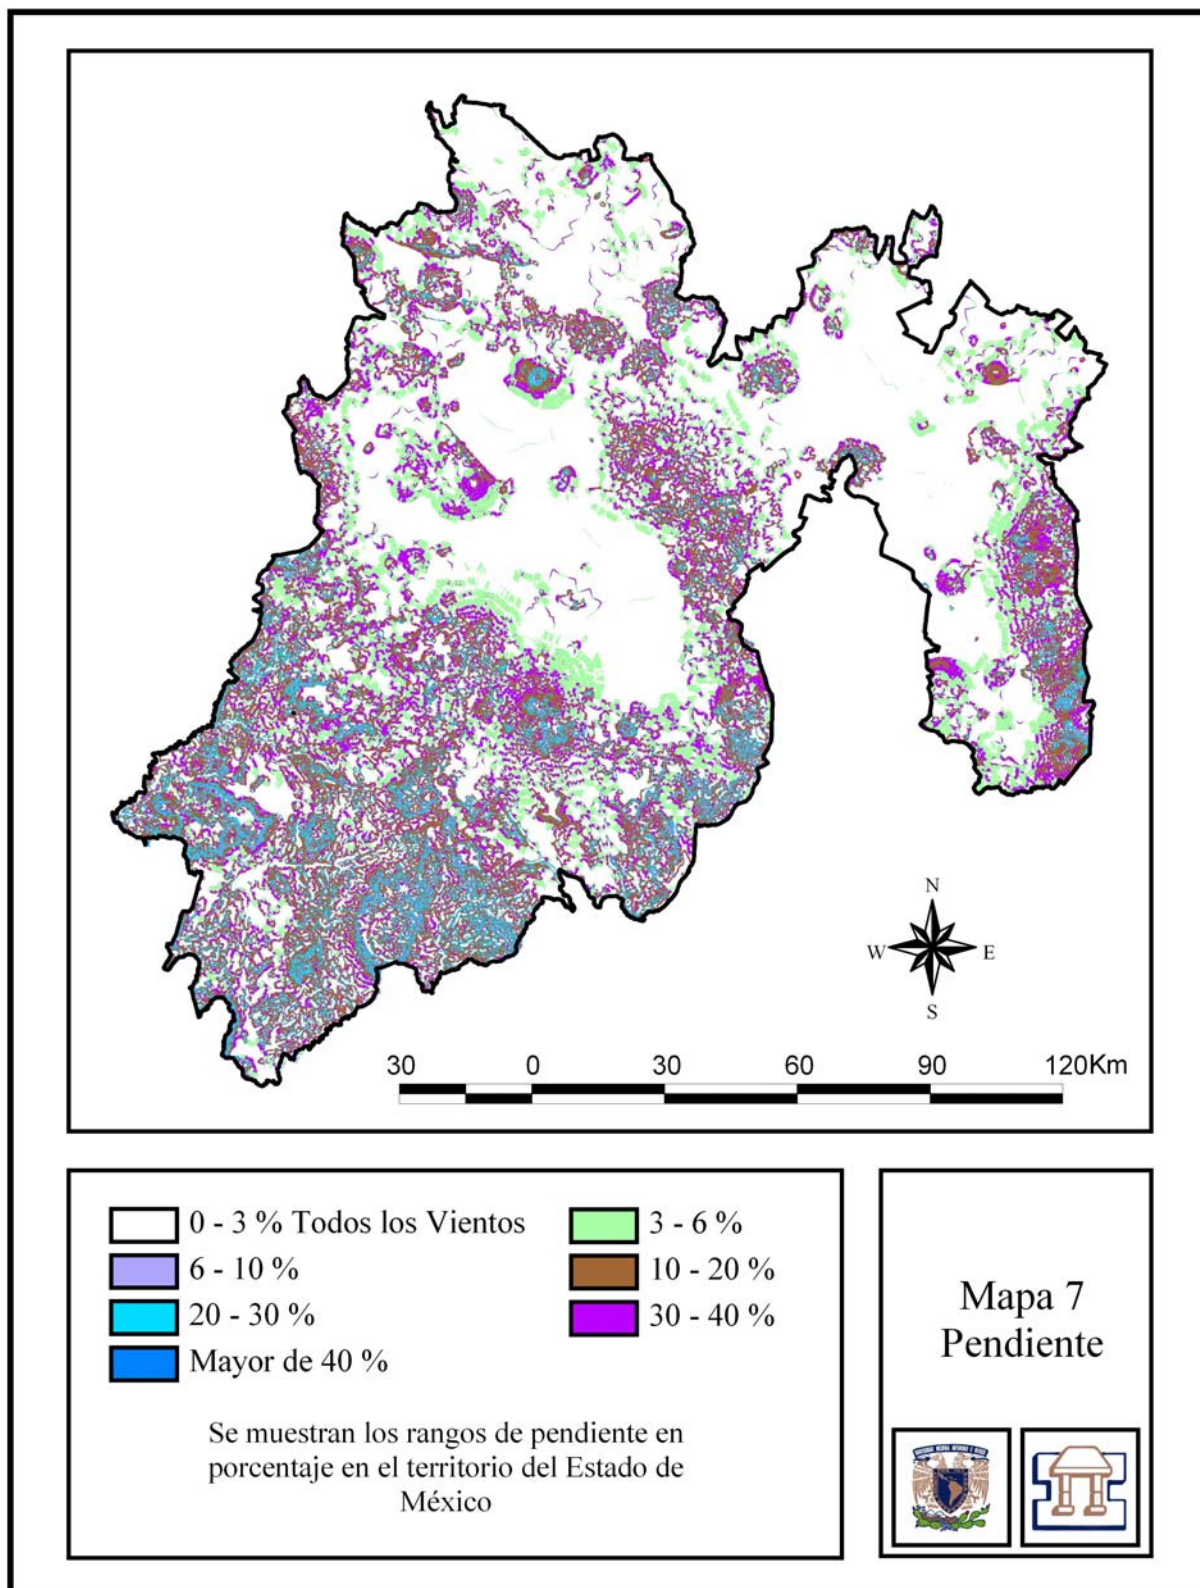 N
W E
S
30 0 30 60 90 120Km
0 - 3 % Todos los Vientos
3 - 6 %
6 - 10 %
10 - 20 %
20 - 30 %
30 - 40 %
Mayor de 40 %
Se muestran los rangos de pendiente en
porcentaje en el territorio del Estado de
México
Mapa 7
Pendiente